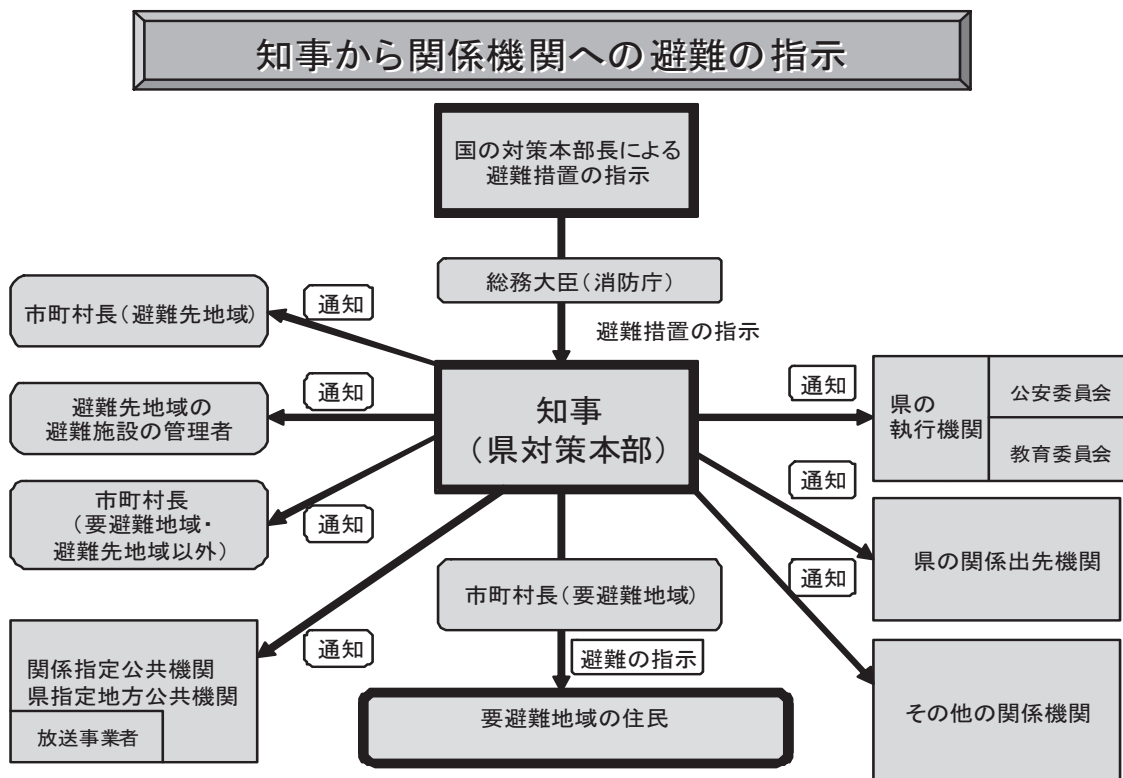 知事から関係機関への避難の指示
国の対策本部長による
避難措置の指示
総務大臣(消防庁)
避難措置の指示
知事
(県対策本部)
通知
市町村長(避難先地域)
通知
避難先地域の
避難施設の管理者
通知
市町村長
(要避難地域・
避難先地域以外)
通知
関係指定公共機関
県指定地方公共機関
放送事業者
市町村長(要避難地域)
避難の指示
要避難地域の住民
通知
県の
執行機関
公安委員会
教育委員会
通知
県の関係出先機関
通知
その他の関係機関